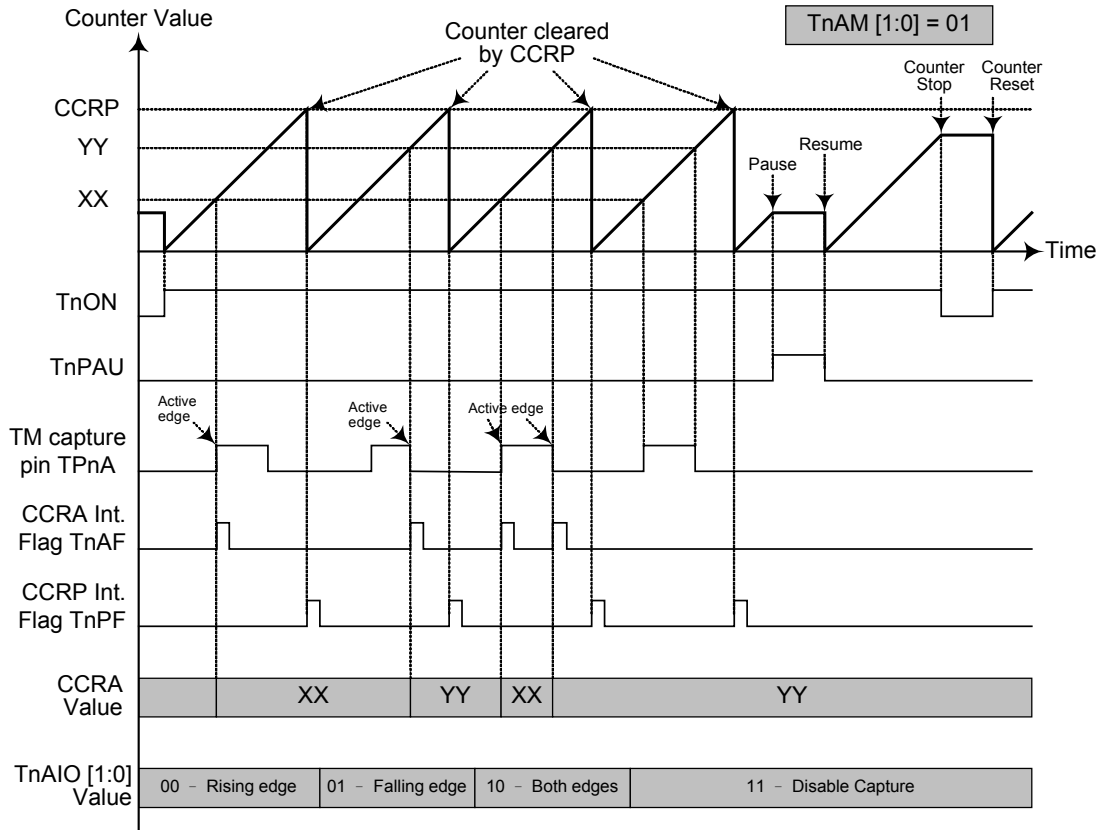 Counter Value
TnAM [1:0] = 01
Counter cleared
by CCRP
Counter
Stop
Counter
Reset
CCRP
YY
XX
Pause
Resume
Time
TnON
TnPAU
Active
edge
Active
edge
Active edge
TM capture
pin TPnA
CCRA Int.
Flag TnAF
CCRP Int.
Flag TnPF
CCRA
Value
XX
YY
XX
YY
TnAIO [1:0]
Value
00 - Rising edge
01 - Falling edge
10 - Both edges
11 - Disable Capture